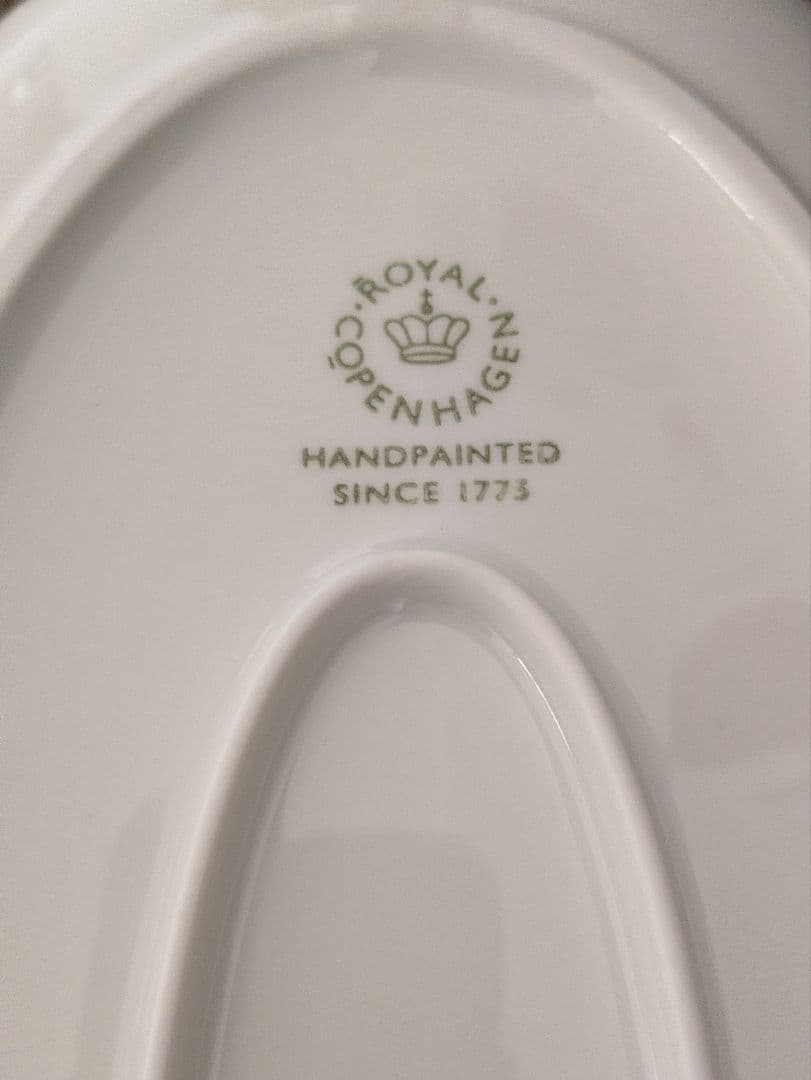 ROYAL · COPENHAGEN ·
HANDPAINTED
SINCE 1775